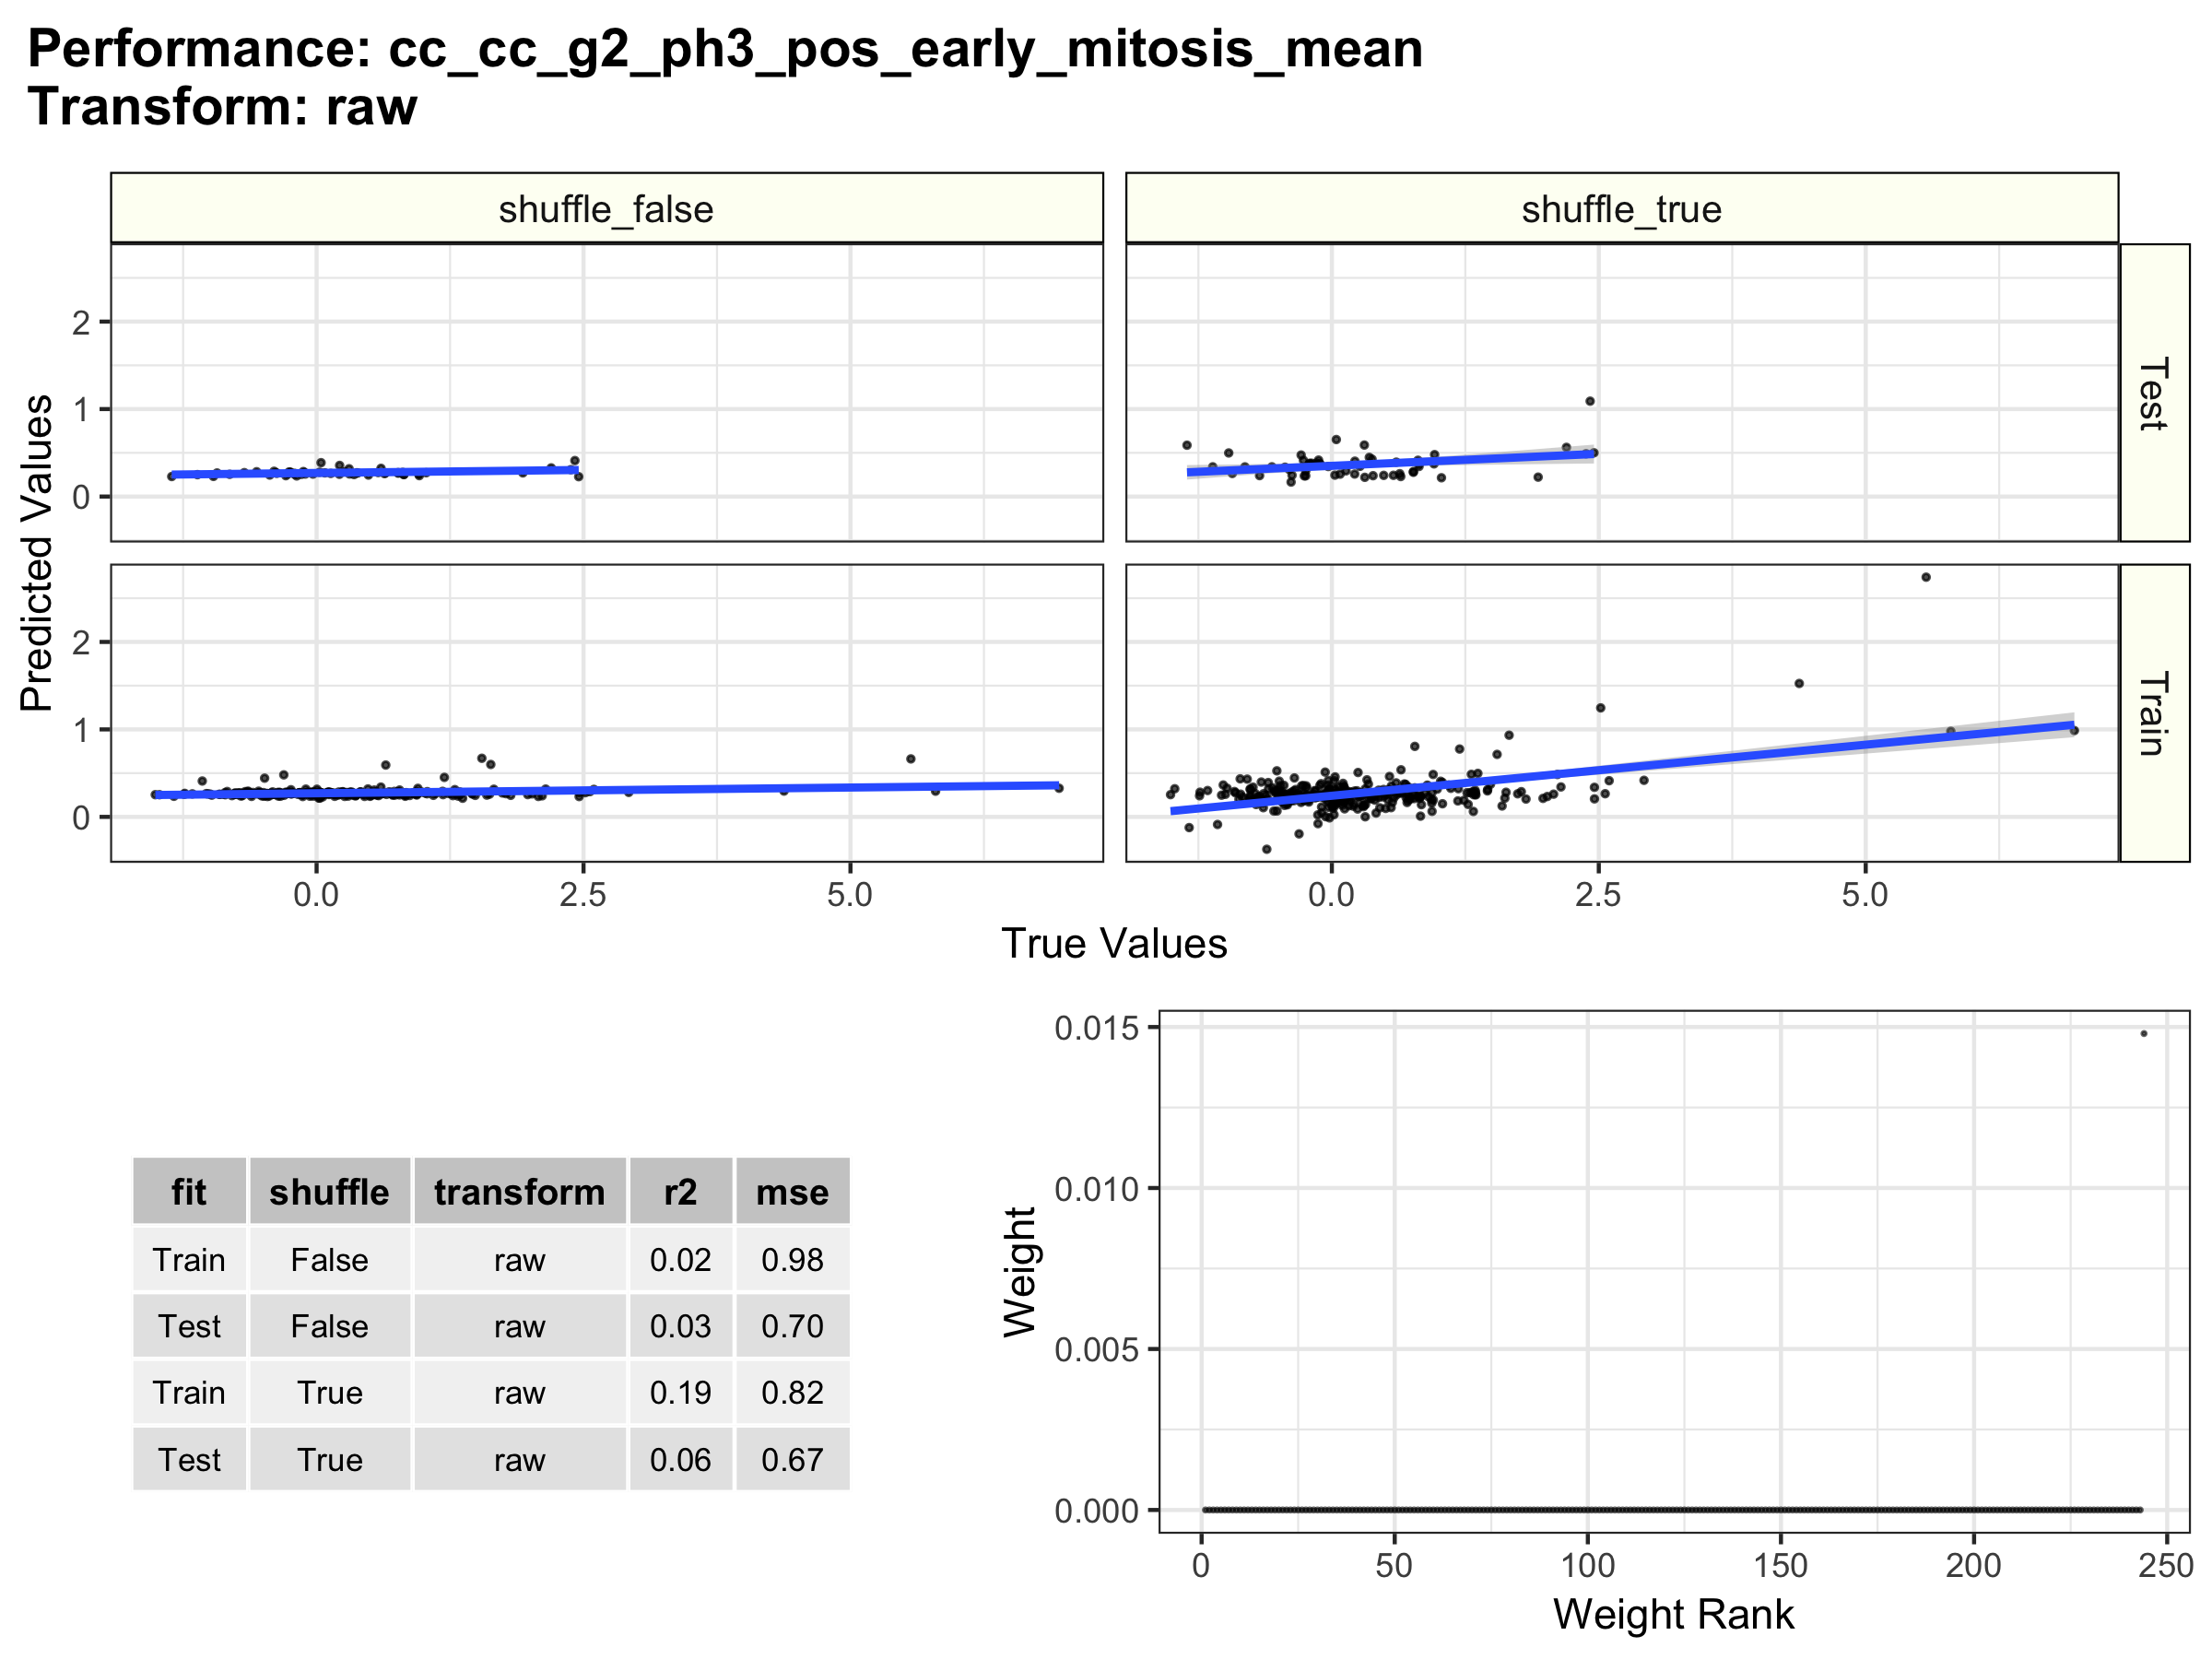 Performance: cc_cc_g2_ph3_pos_early_mitosis_mean
Transform: raw
shuffle_false
shuffle_true
Test
Train
Predicted Values
2
1
0
2
1
0
0.0
2.5
5.0
0.0
2.5
5.0
True Values
fit shuffle transform r2 mse
Train False raw 0.02 0.98
Test False raw 0.03 0.70
Train True raw 0.19 0.82
Test True raw 0.06 0.67
Weight
0.015
0.010
0.005
0.000
0
50
100
150
200
250
Weight Rank